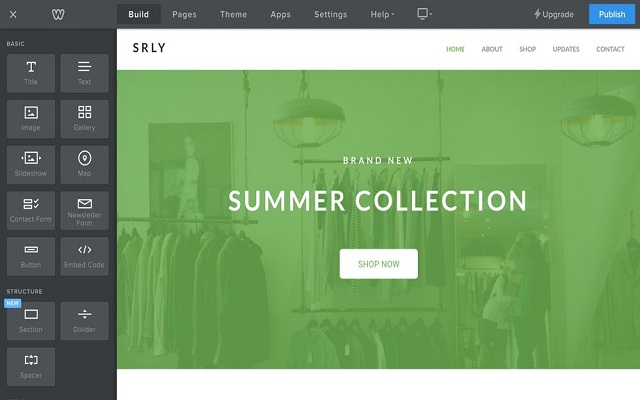 Build Pages Theme Apps Settings Help Upgrade Publish
BASIC
Title Text
Image Gallery
Slideshow Map
Contact Form Newsletter Form
Button Embed Code
STRUCTURE
NEW
Section Divider
Spacer
SRLY
HOME ABOUT SHOP UPDATES CONTACT
BRAND NEW
SUMMER COLLECTION
SHOP NOW